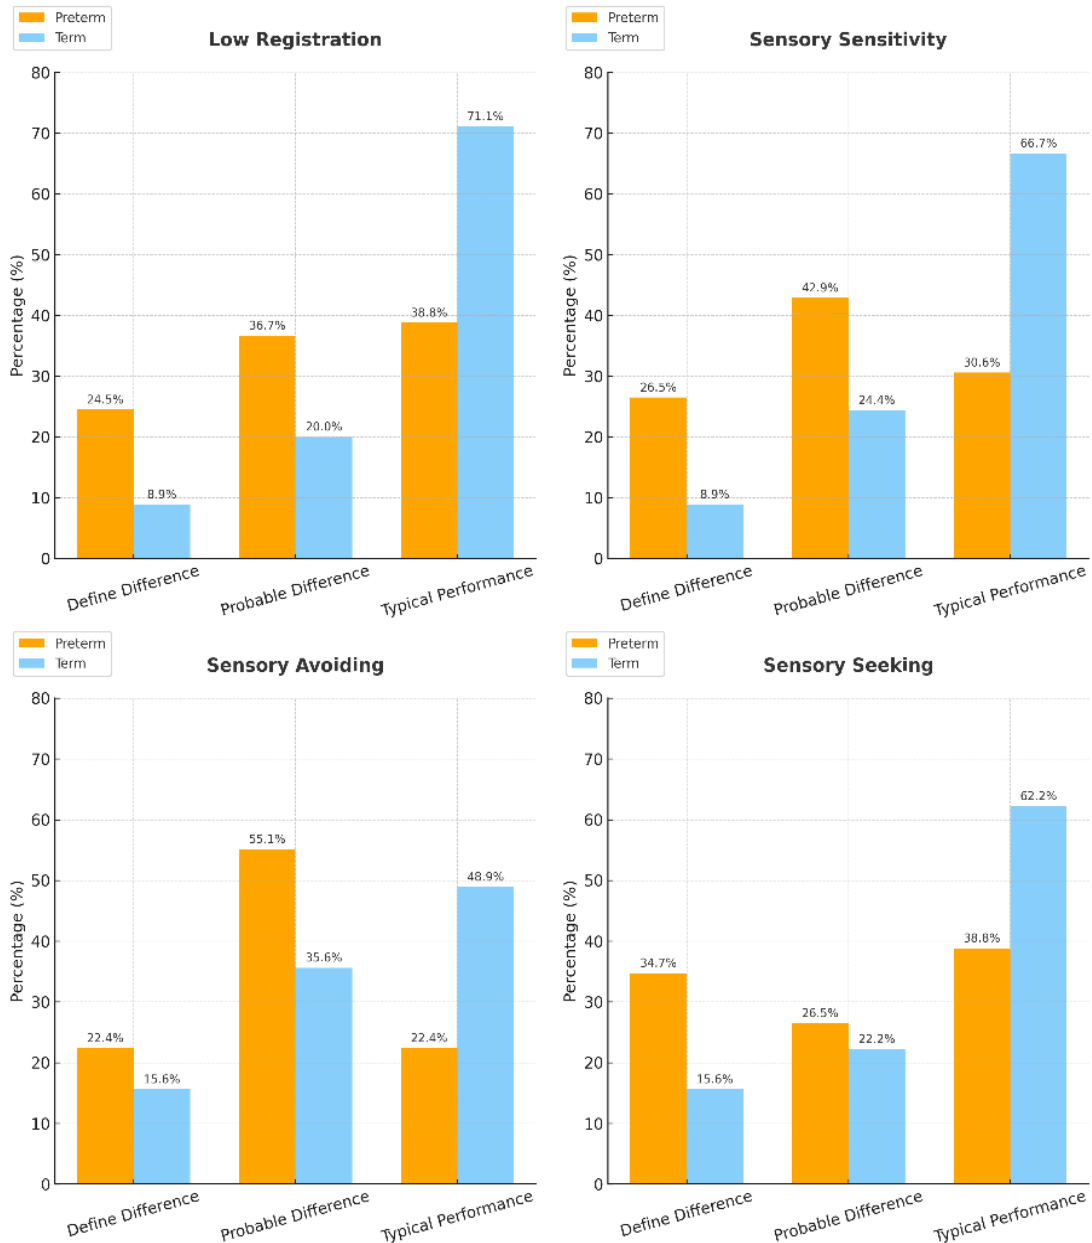 Preterm
Term
Low Registration
Percentage (%)
80
70
60
50
40
30
20
10
0
24.5%
8.9%
36.7%
20.0%
38.8%
71.1%
Define Difference
Probable Difference
Typical Performance
Preterm
Term
Sensory Sensitivity
Percentage (%)
80
70
60
50
40
30
20
10
0
26.5%
8.9%
42.9%
24.4%
30.6%
66.7%
Define Difference
Probable Difference
Typical Performance
Preterm
Term
Sensory Avoiding
Percentage (%)
80
70
60
50
40
30
20
10
0
22.4%
15.6%
55.1%
35.6%
22.4%
48.9%
Define Difference
Probable Difference
Typical Performance
Preterm
Term
Sensory Seeking
Percentage (%)
80
70
60
50
40
30
20
10
0
34.7%
15.6%
26.5%
22.2%
38.8%
62.2%
Define Difference
Probable Difference
Typical Performance